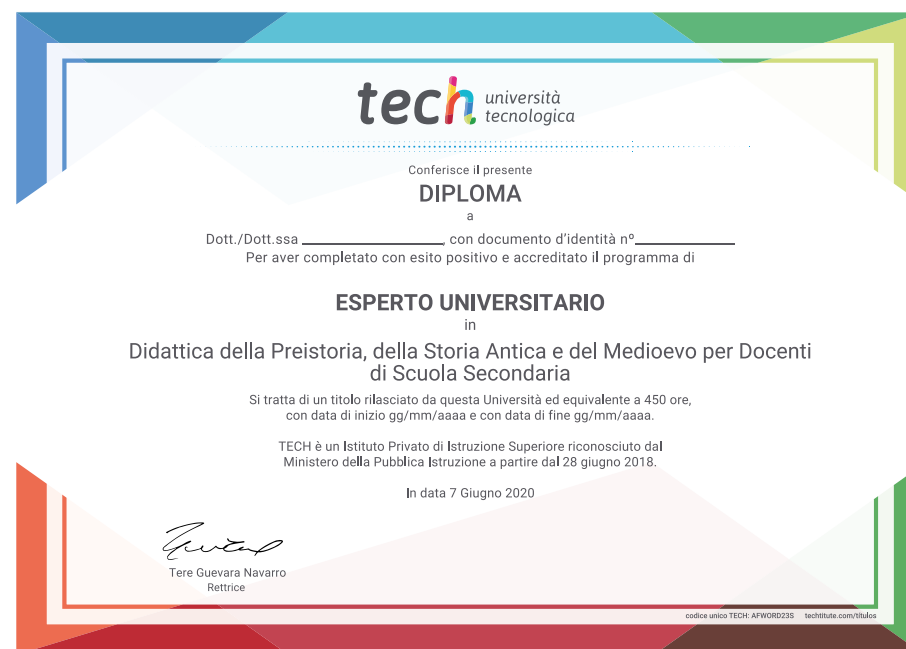 tech università
tecnologica
Conferisce il presente
DIPLOMA
a
Dott./Dott.ssa ____________________, con documento d'identità nº______________
Per aver completato con esito positivo e accreditato il programma di
ESPERTO UNIVERSITARIO
in
Didattica della Preistoria, della Storia Antica e del Medioevo per Docenti
di Scuola Secondaria
Si tratta di un titolo rilasciato da questa Università ed equivalente a 450 ore,
con data di inizio gg/mm/aaaa e con data di fine gg/mm/aaaa.
TECH è un Istituto Privato di Istruzione Superiore riconosciuto dal
Ministero della Pubblica Istruzione a partire dal 28 giugno 2018.
In data 7 Giugno 2020
Tere Guevara Navarro
Rettrice
codice unico TECH: AFWORD23S techtitute.com/titulos